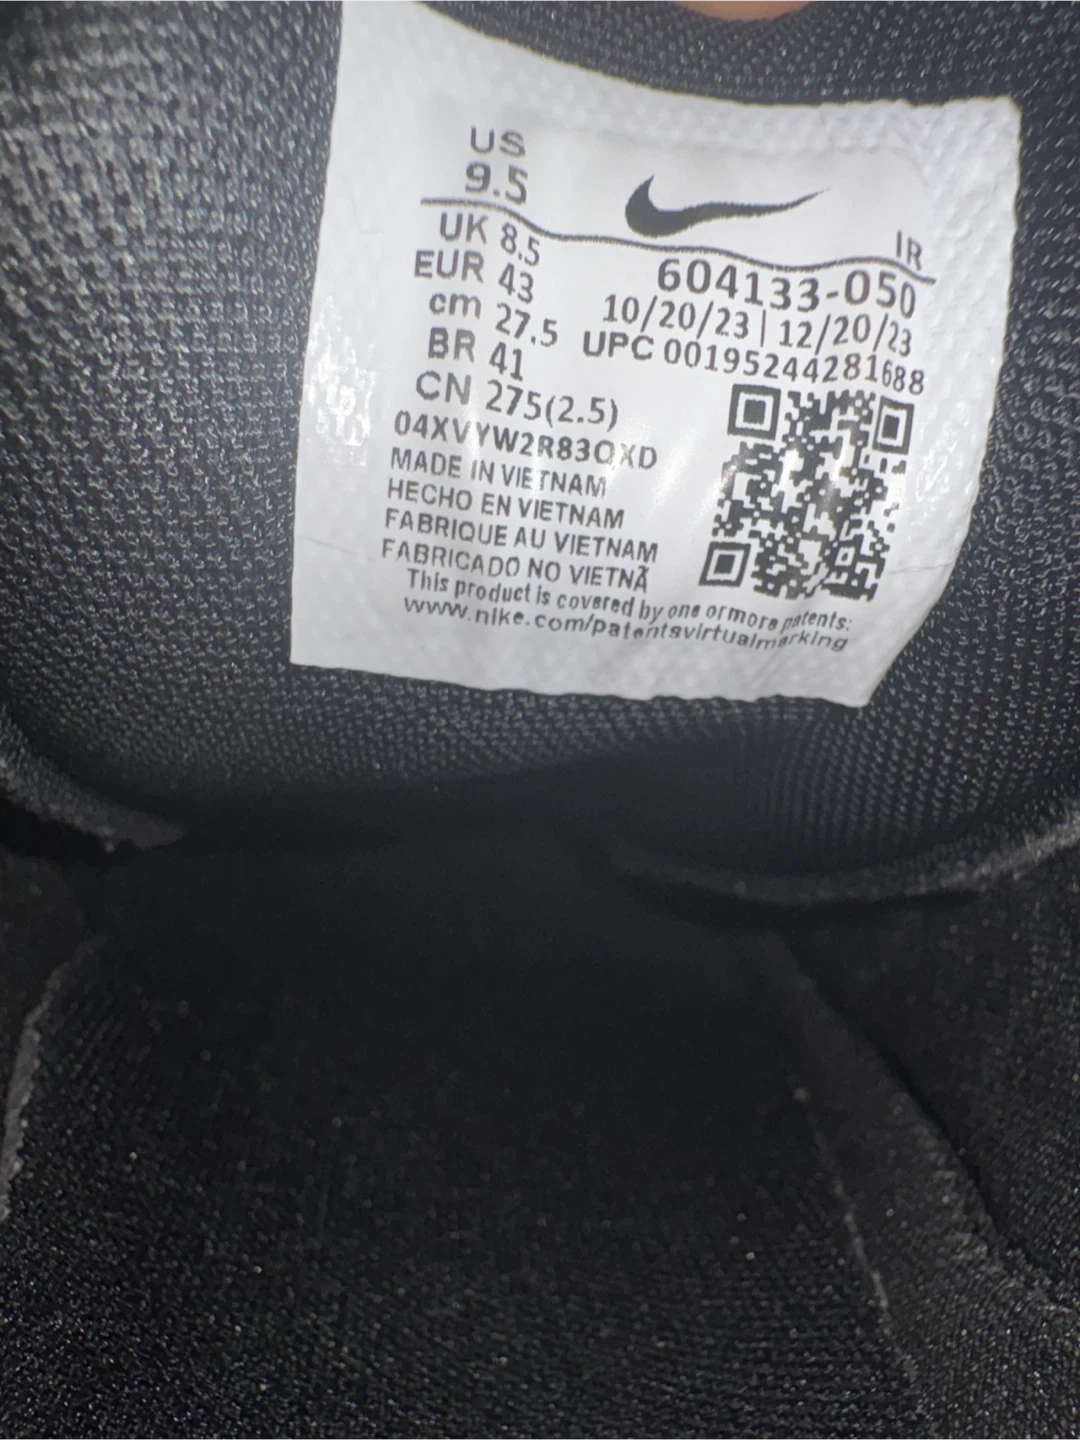 US
9.5
UK 8.5
EUR 43
cm 27.5
BR 41
CN 275(2.5)
IR
604133-050
10/20/23 | 12/20/23
UPC 00195244281688
04XVYW2R83OXD
MADE IN VIETNAM
HECHO EN VIETNAM
FABRIQUE AU VIETNAM
FABRICADO NO VIETNÃ
This product is covered by one or more patents:
www.nike.com/patentsvirtualmarking